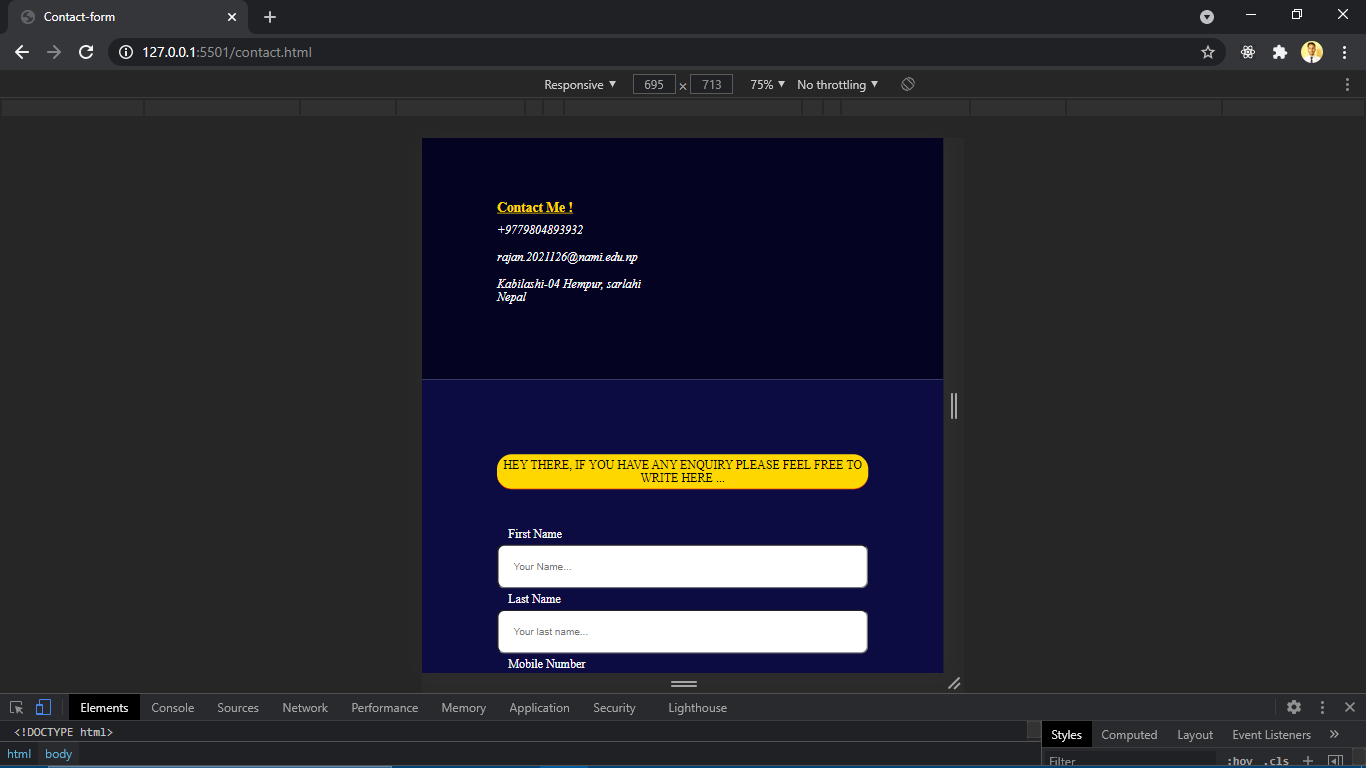 Contact-form
127.0.0.1:5501/contact.html
Responsive 695 × 713 75% No throttling
Contact Me !
+9779804893932
rajan.2021126@nami.edu.np
Kabilashi-04 Hempur, sarlahi
Nepal
HEY THERE, IF YOU HAVE ANY ENQUIRY PLEASE FEEL FREE TO
WRITE HERE ...
First Name
Your Name...
Last Name
Your last name...
Mobile Number
Elements Console Sources Network Performance Memory Application Security Lighthouse
<!DOCTYPE html>
html body
Styles Computed Layout Event Listeners »
Filter :hov .cls +